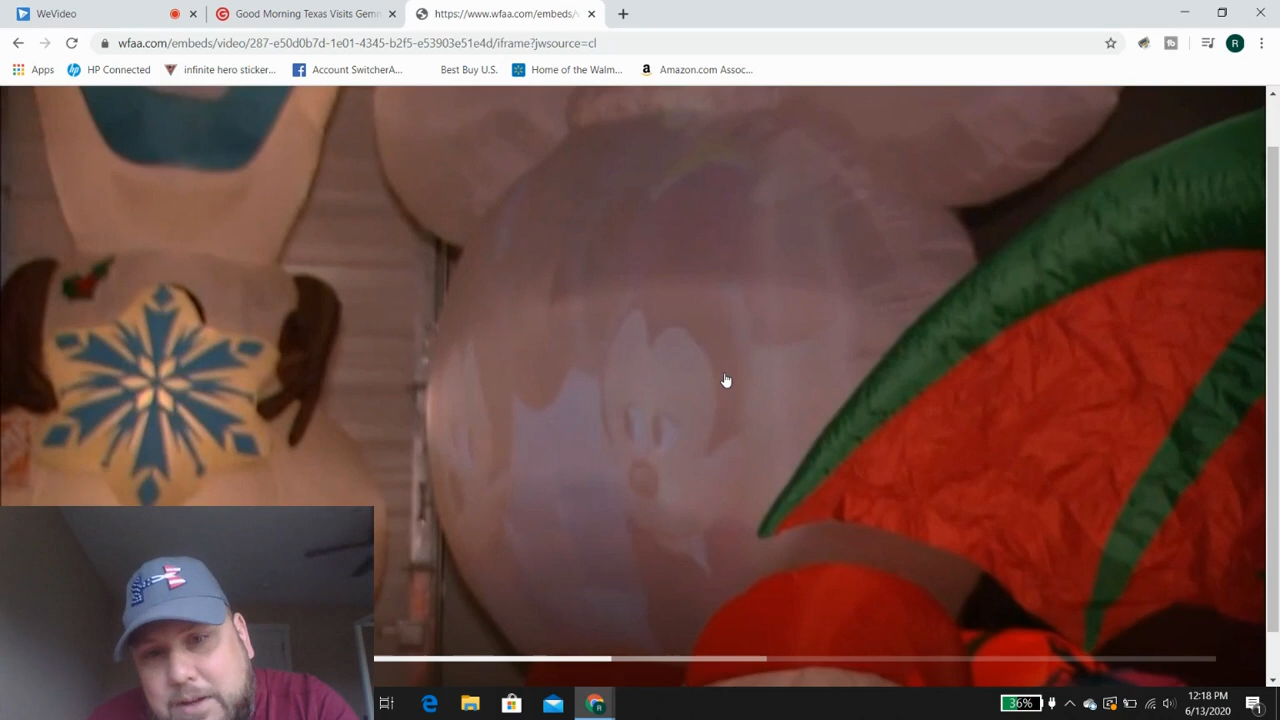 WeVideo
Good Morning Texas Visits Gemm
https://www.wfaa.com/embeds/v
wfaa.com/embeds/video/287-e50d0b7d-1e01-4345-b2f5-e53903e51e4d/iframe?jwsource=cl
R
Apps
HP Connected
infinite hero sticker...
Account SwitcherA...
Best Buy U.S.
Home of the Walm...
Amazon.com Assoc...
36%
12:18 PM
6/13/2020